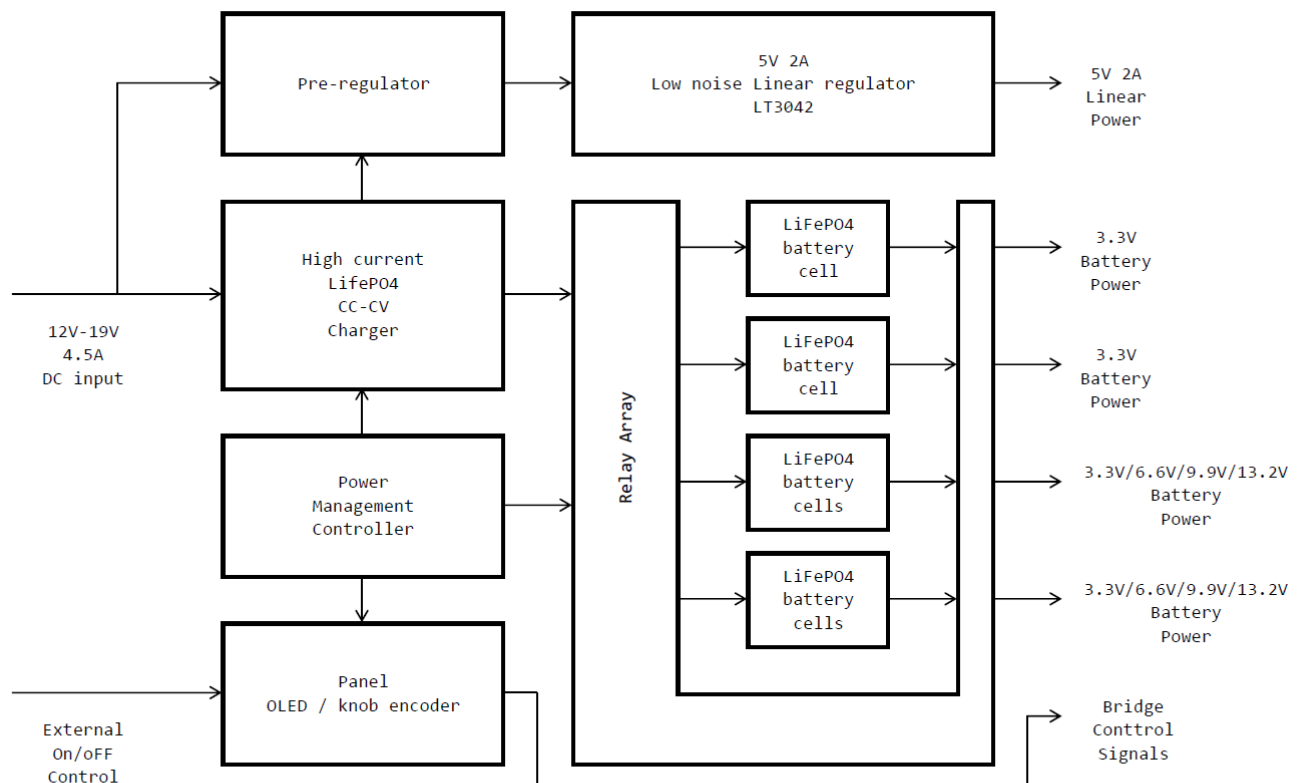 Pre-regulator
5V 2A
Low noise Linear regulator
LT3042
5V 2A
Linear
Power
High current
LifePO4
CC-CV
Charger
12V-19V
4.5A
DC input
Relay Array
LiFePO4
battery
cell
3.3V
Battery
Power
LiFePO4
battery
cell
3.3V
Battery
Power
Power
Management
Controller
LiFePO4
battery
cells
3.3V/6.6V/9.9V/13.2V
Battery
Power
LiFePO4
battery
cells
3.3V/6.6V/9.9V/13.2V
Battery
Power
Panel
OLED / knob encoder
External
On/oFF
Control
Bridge
Conttrol
Signals